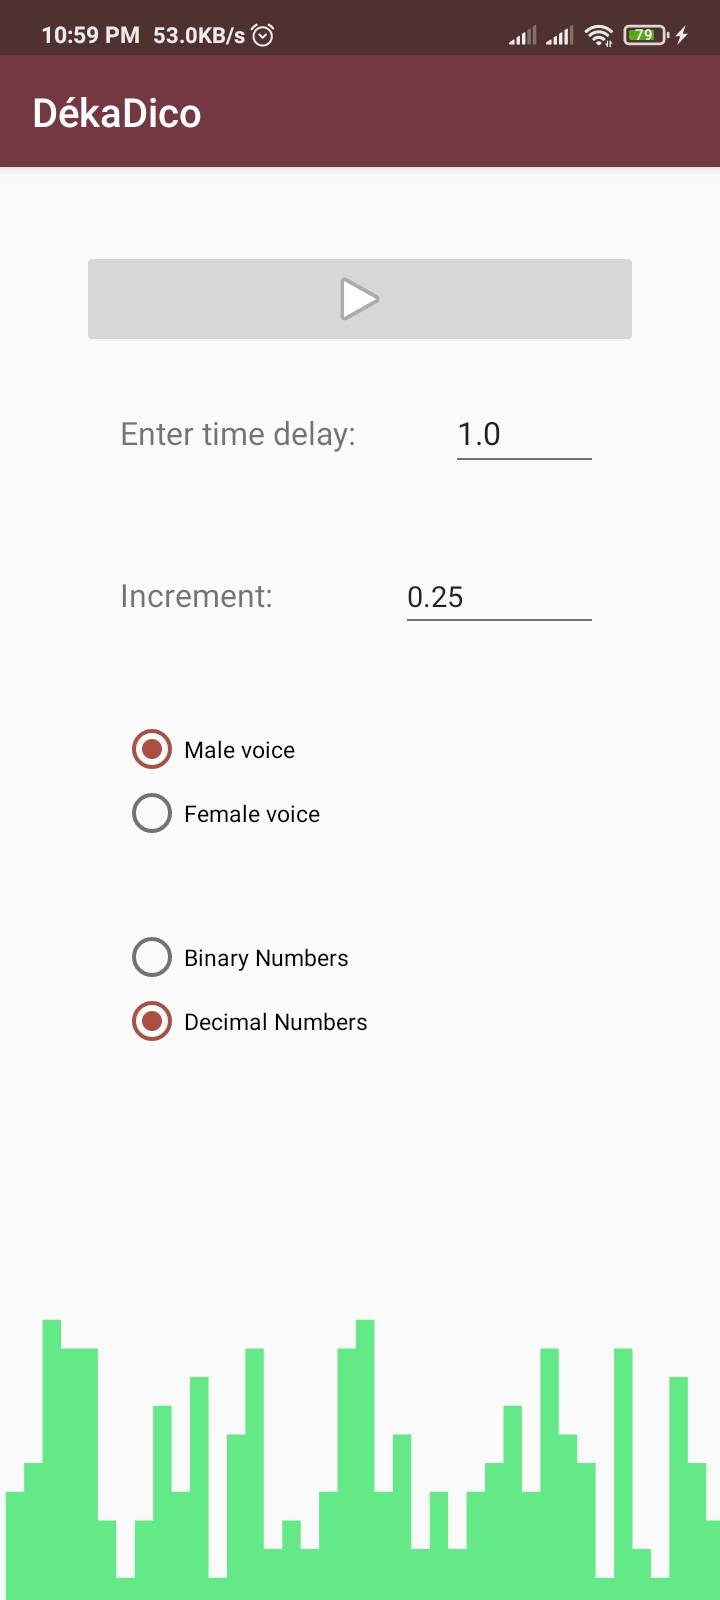 10:59 PM 53.0KB/s 79
DékaDico
Enter time delay: 1.0
Increment: 0.25
Male voice
Female voice
Binary Numbers
Decimal Numbers